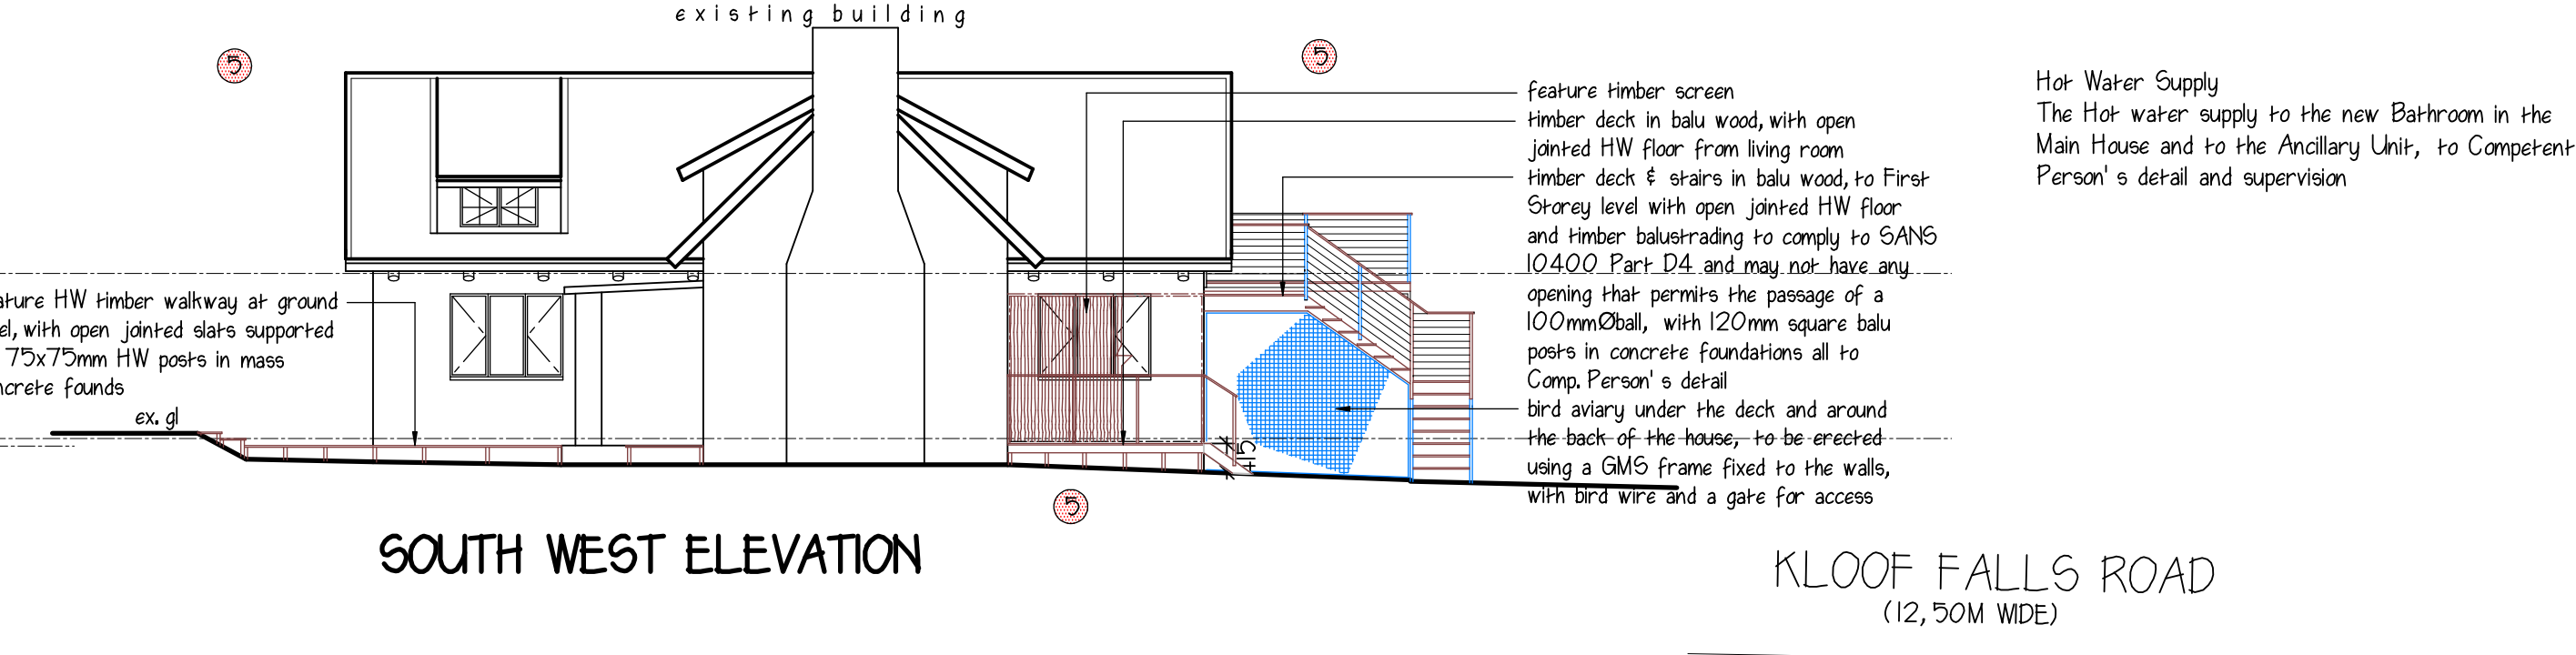 existing building
5
5
feature timber screen
timber deck in balu wood, with open
jointed HW floor from living room
timber deck & stairs in balu wood, to First
Storey level with open jointed HW floor
and timber balustrading to comply to SANS
10400 Part D4 and may not have any
opening that permits the passage of a
100mmØball, with 120mm square balu
posts in concrete foundations all to
Comp. Person's detail
bird aviary under the deck and around
the back of the house, to be erected
using a GMS frame fixed to the walls,
with bird wire and a gate for access
Hot Water Supply
The Hot water supply to the new Bathroom in the
Main House and to the Ancillary Unit, to Competent
Person's detail and supervision
ature HW timber walkway at ground
el, with open jointed slats supported
75x75mm HW posts in mass
ncrete founds
ex. gl
5
SOUTH WEST ELEVATION
KLOOF FALLS ROAD
(12,50M WIDE)